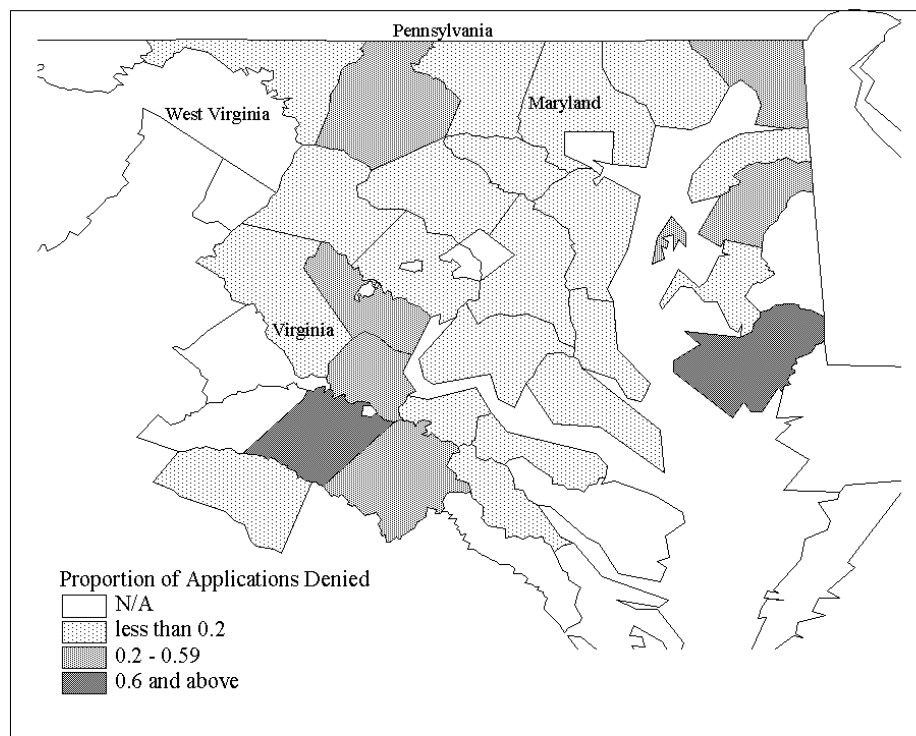 Pennsylvania
West Virginia
Maryland
Virginia
Proportion of Applications Denied
N/A
less than 0.2
0.2 - 0.59
0.6 and above